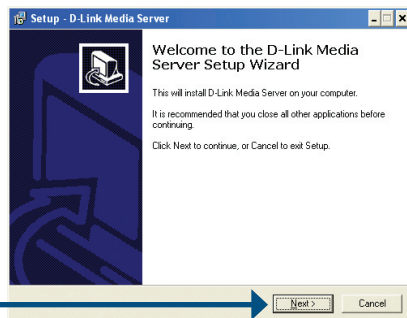 Setup - D-Link Media Server
Welcome to the D-Link Media
Server Setup Wizard
This will install D-Link Media Server on your computer.
It is recommended that you close all other applications before
continuing.
Click Next to continue, or Cancel to exit Setup.
Next >
Cancel